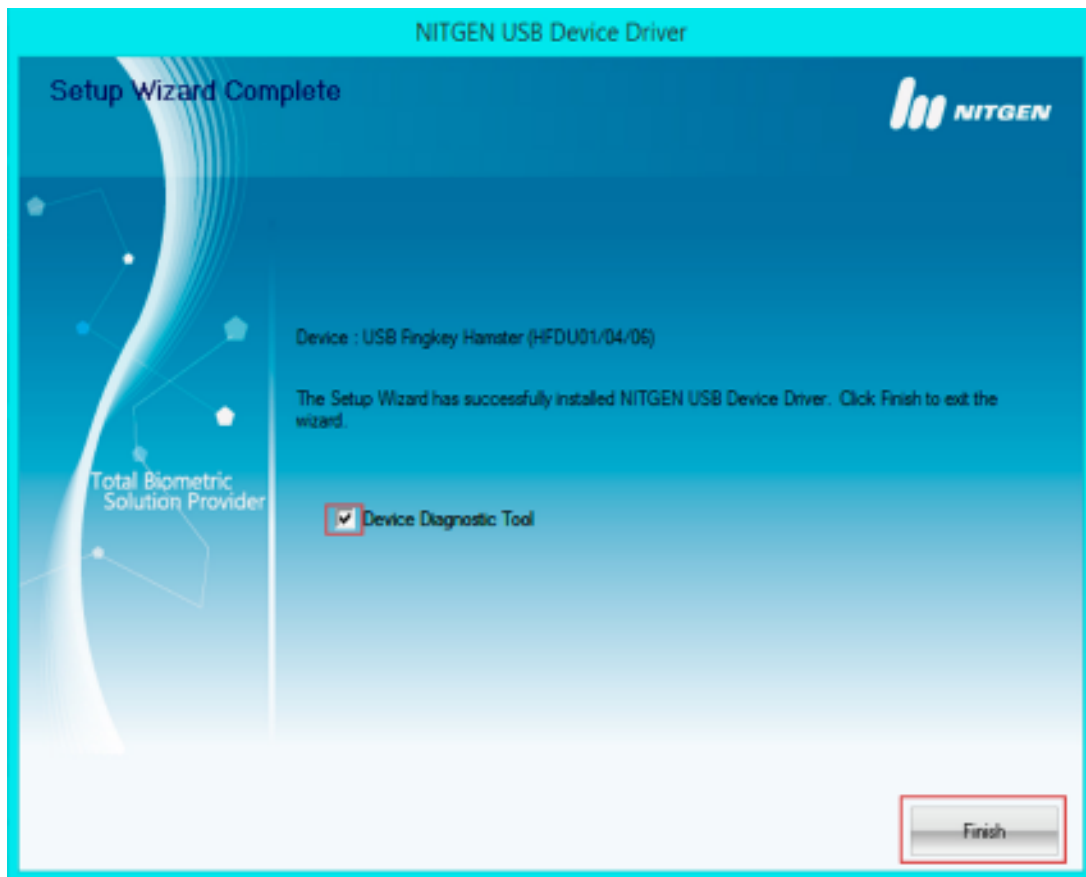 NITGEN USB Device Driver
Setup Wizard Complete
NITGEN
Device : USB Fingkey Hamster (HFDU01/04/06)
The Setup Wizard has successfully installed NITGEN USB Device Driver. Click Finish to exit the
wizard.
Total Biometric
Solution Provider
Device Diagnostic Tool
Finish